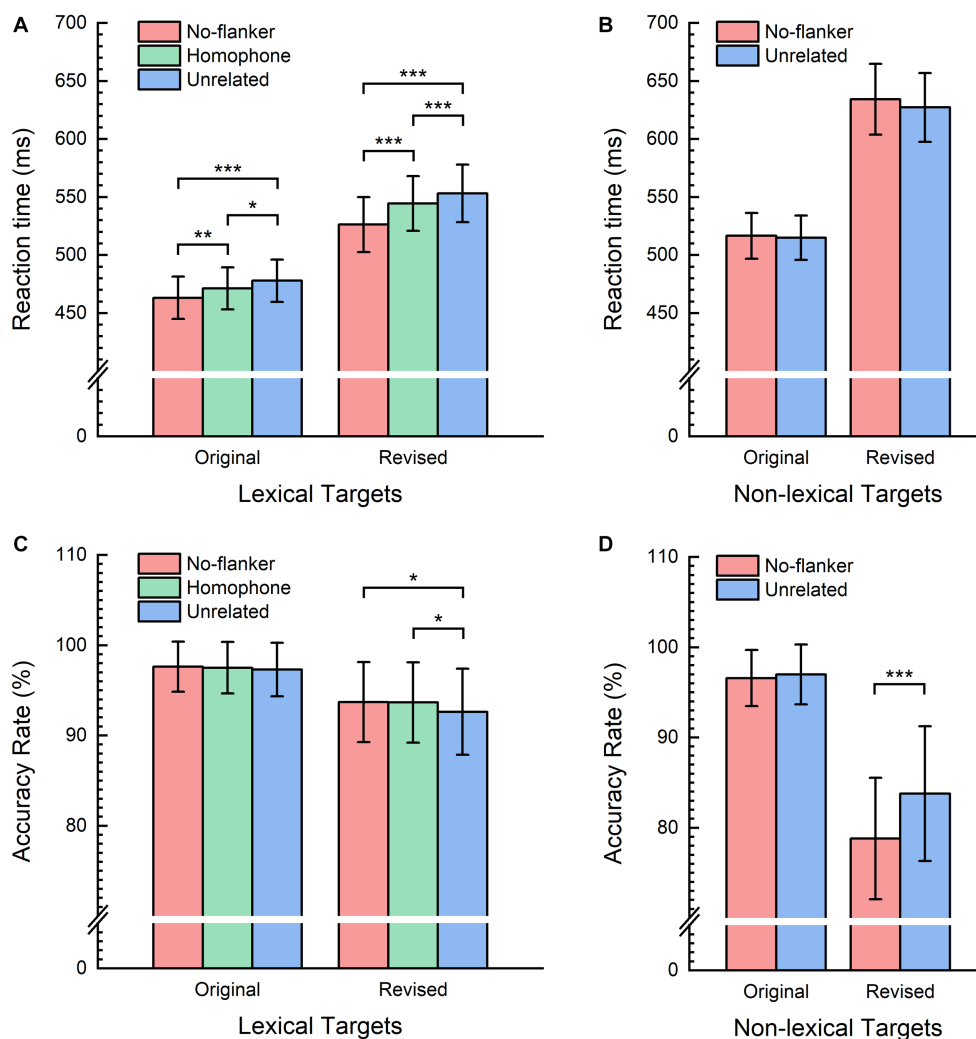 A
No-flanker
Homophone
Unrelated
700
650
600
550
500
450
0
Reaction time (ms)
***
**
*
***
***
***
Original
Revised
Lexical Targets
B
No-flanker
Unrelated
700
650
600
550
500
450
0
Reaction time (ms)
Original
Revised
Non-lexical Targets
C
No-flanker
Homophone
Unrelated
110
100
90
80
0
Accuracy Rate (%)
*
*
Original
Revised
Lexical Targets
D
No-flanker
Unrelated
110
100
90
80
0
Accuracy Rate (%)
***
Original
Revised
Non-lexical Targets